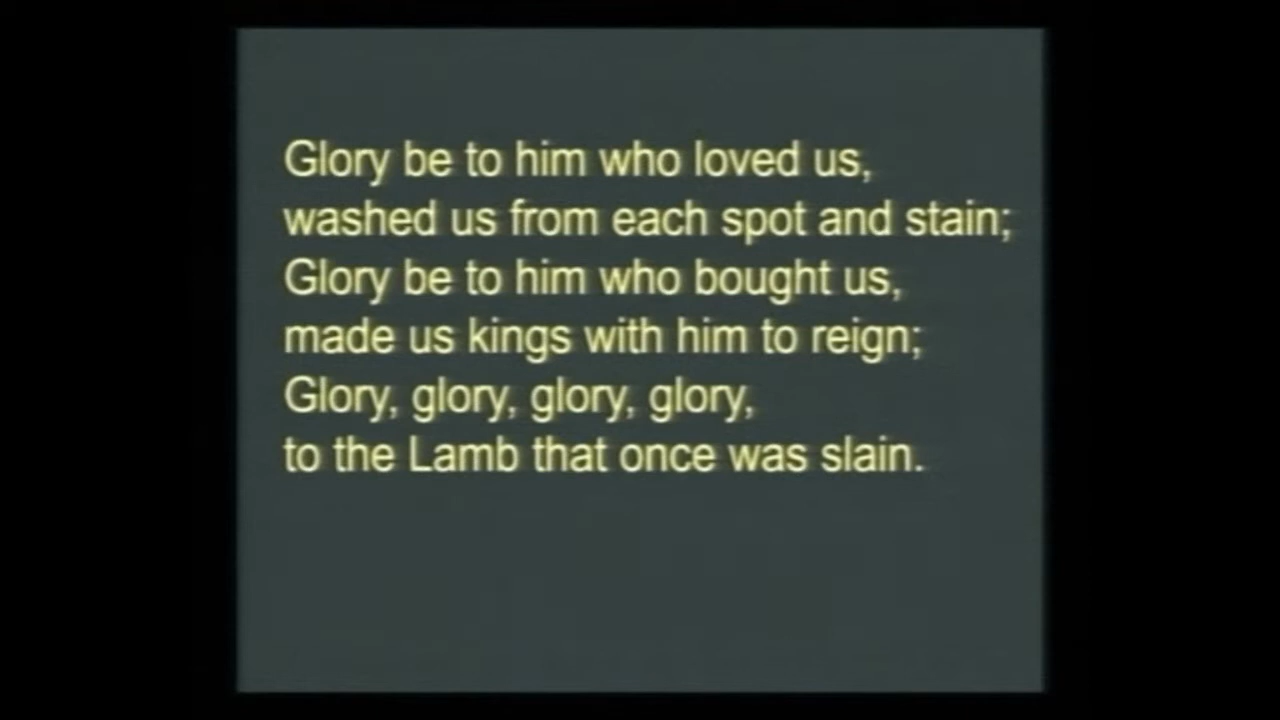 Glory be to him who loved us,
washed us from each spot and stain;
Glory be to him who bought us,
made us kings with him to reign;
Glory, glory, glory, glory,
to the Lamb that once was slain.